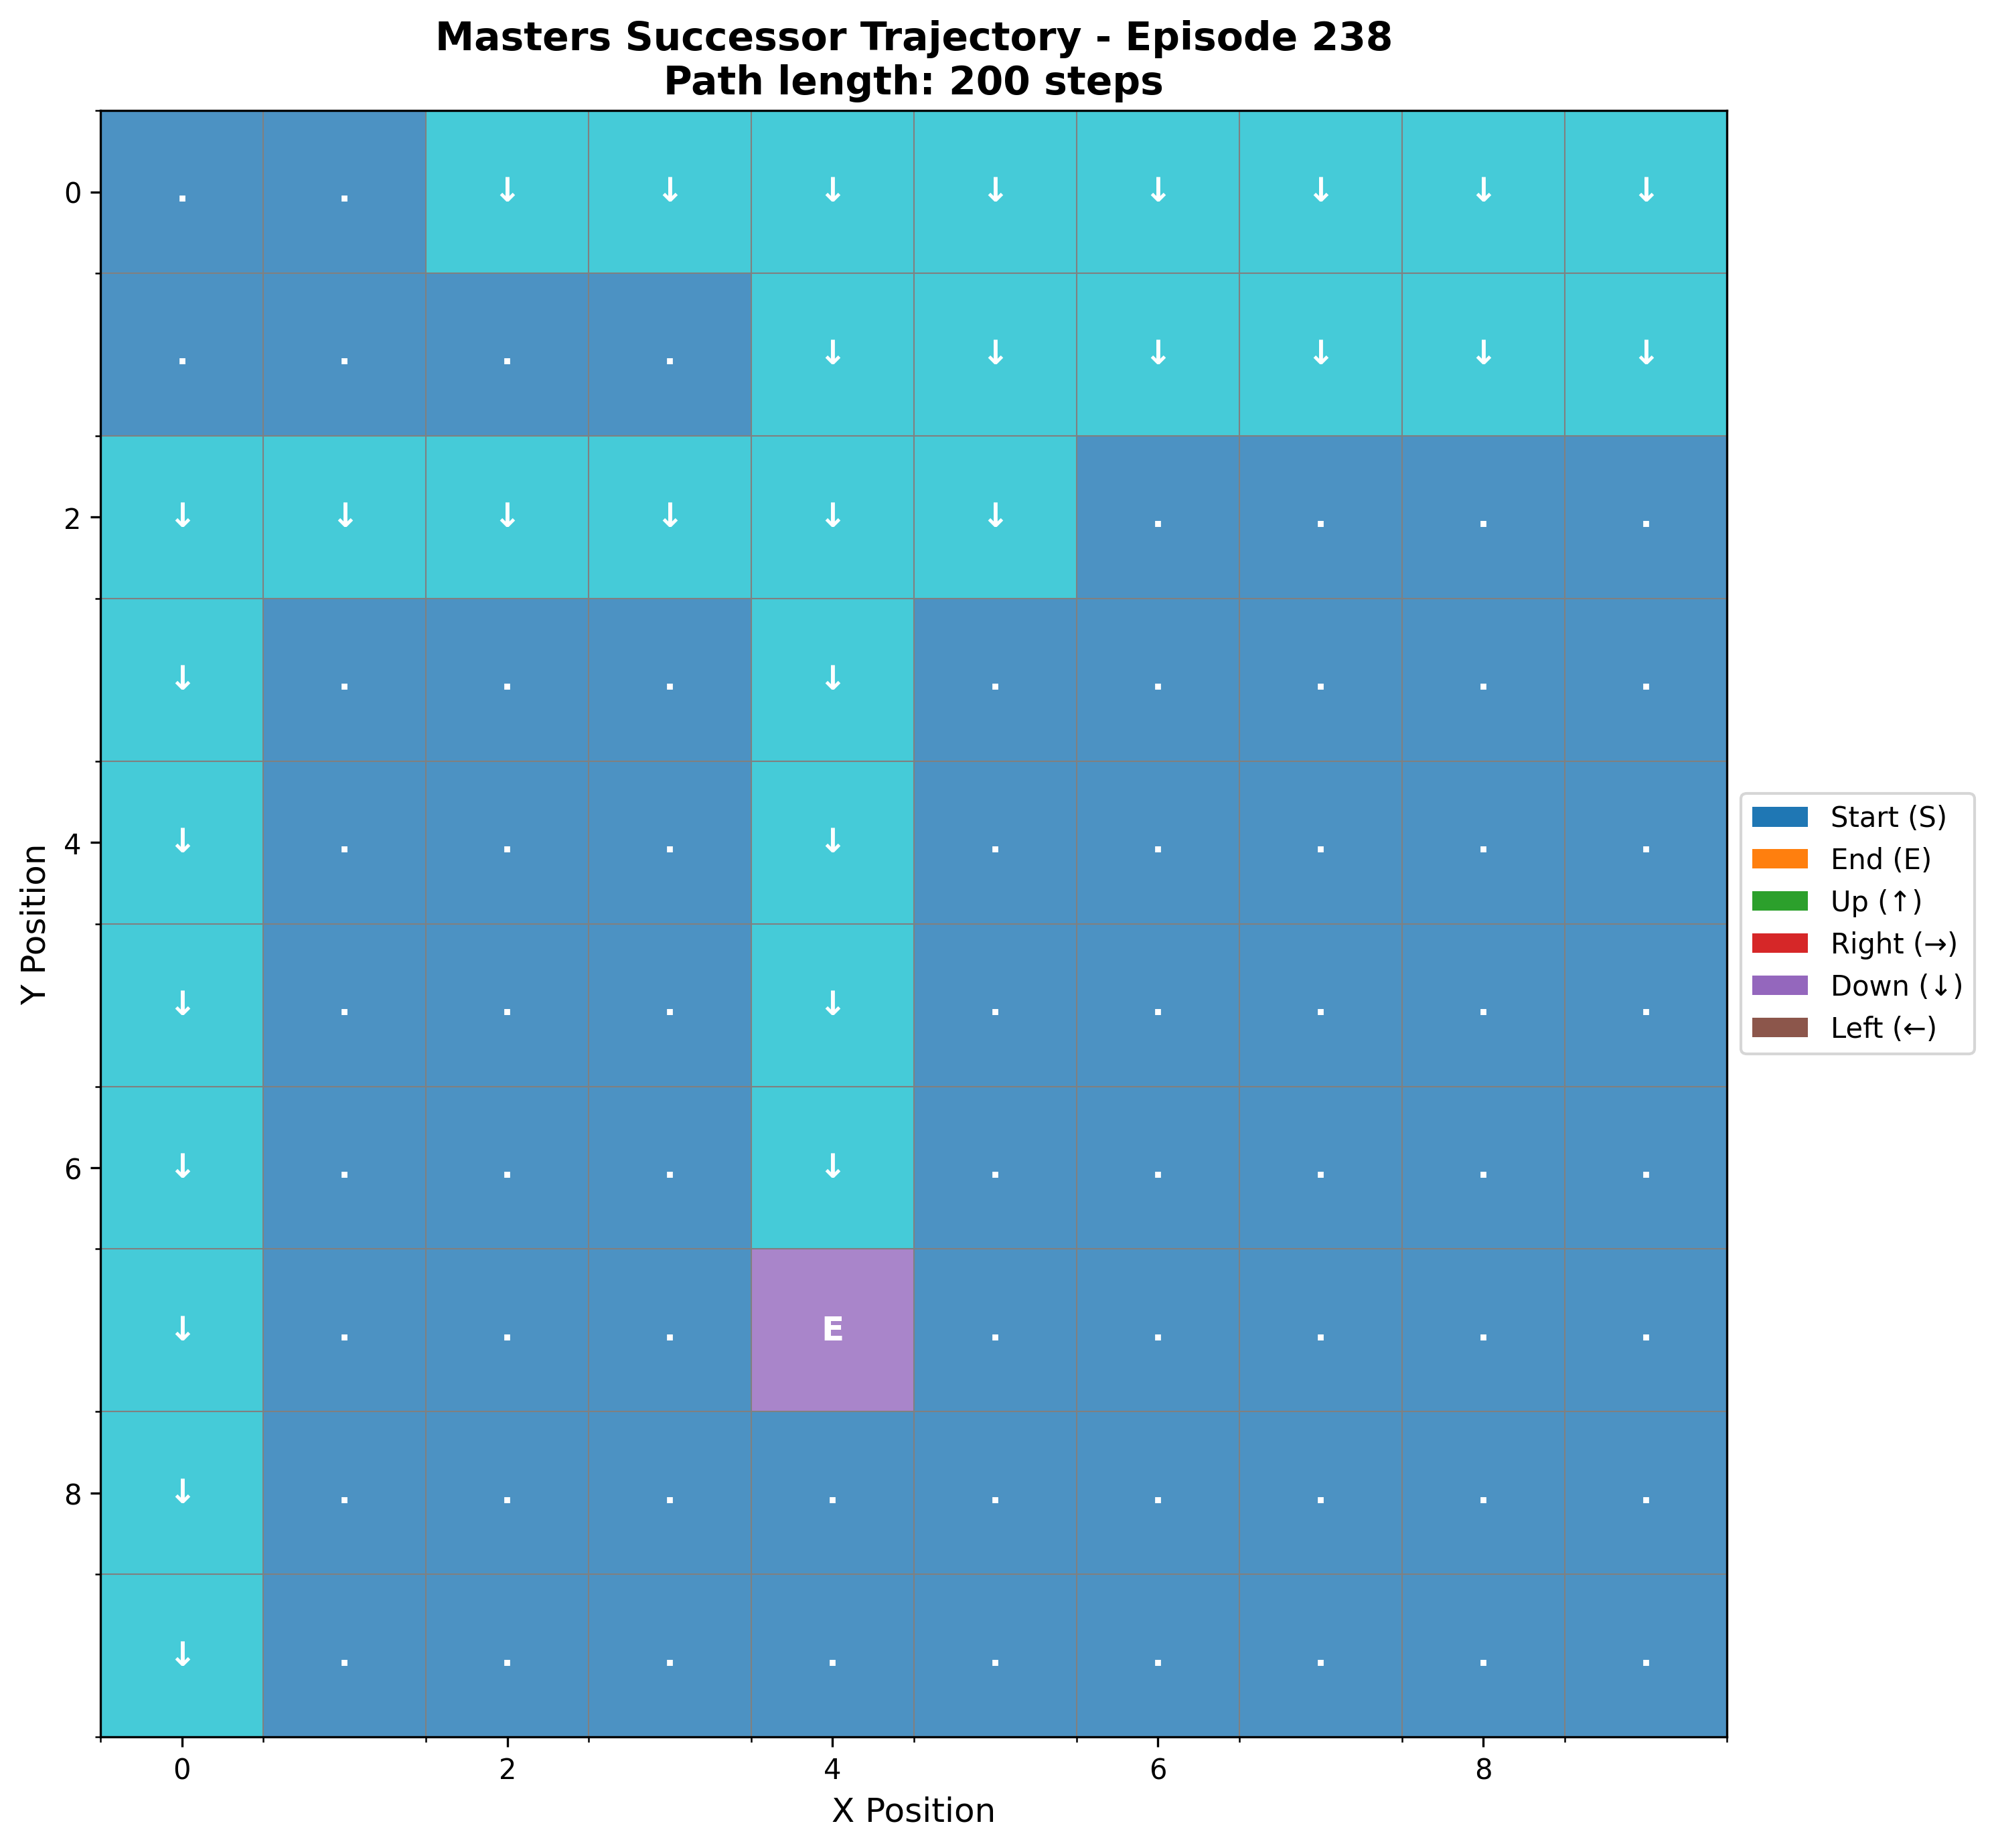 Masters Successor Trajectory - Episode 238
Path length: 200 steps
0 . . ↓ ↓ ↓ ↓ ↓ ↓ ↓ ↓
. . . . ↓ ↓ ↓ ↓ ↓ ↓
2 ↓ ↓ ↓ ↓ ↓ ↓ . . . .
↓ . . . ↓ . . . . .
4 ↓ . . . ↓ . . . . .
↓ . . . ↓ . . . . .
6 ↓ . . . ↓ . . . . .
↓ . . . E . . . . .
8 ↓ . . . . . . . . .
↓ . . . . . . . . .
0 2 4 6 8
X Position
Y Position
Start (S)
End (E)
Up (↑)
Right (→)
Down (↓)
Left (←)